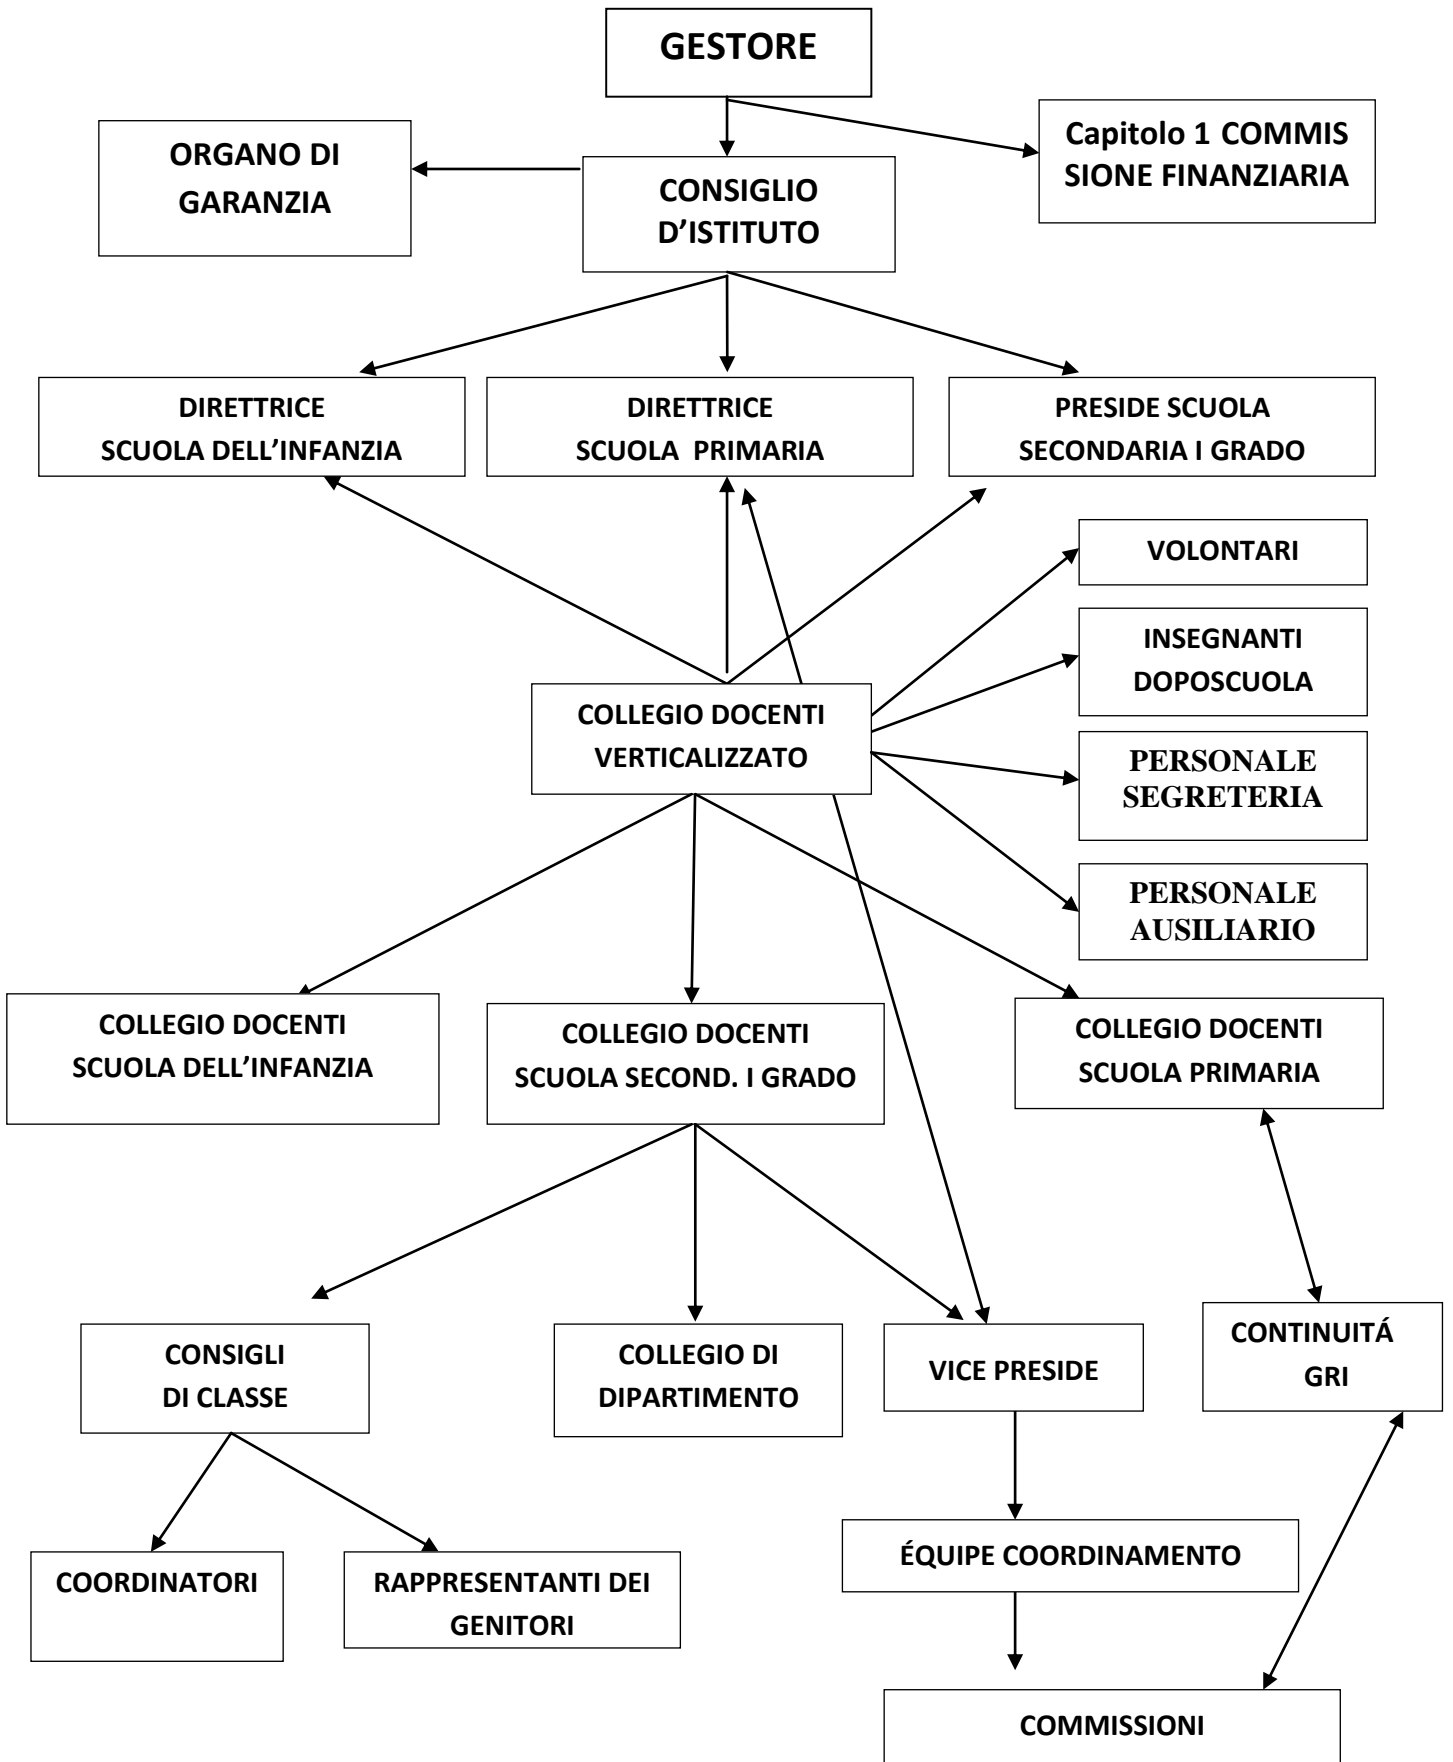 GESTORE
Capitolo 1 COMMIS
SIONE FINANZIARIA
ORGANO DI
GARANZIA
CONSIGLIO
D’ISTITUTO
DIRETTRICE
SCUOLA DELL’INFANZIA
DIRETTRICE
SCUOLA PRIMARIA
PRESIDE SCUOLA
SECONDARIA I GRADO
VOLONTARI
INSEGNANTI
DOPOSCUOLA
COLLEGIO DOCENTI
VERTICALIZZATO
PERSONALE
SEGRETERIA
PERSONALE
AUSILIARIO
COLLEGIO DOCENTI
SCUOLA DELL’INFANZIA
COLLEGIO DOCENTI
SCUOLA SECOND. I GRADO
COLLEGIO DOCENTI
SCUOLA PRIMARIA
CONSIGLI
DI CLASSE
COLLEGIO DI
DIPARTIMENTO
VICE PRESIDE
CONTINUITÁ
GRI
COORDINATORI
RAPPRESENTANTI DEI
GENITORI
ÉQUIPE COORDINAMENTO
COMMISSIONI